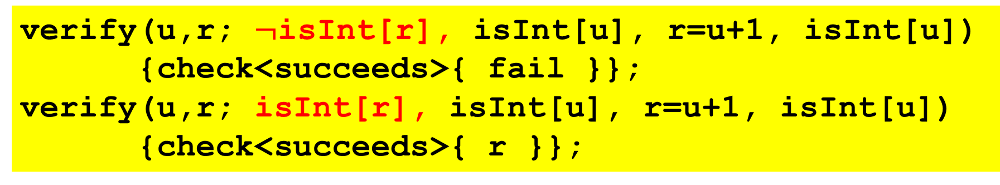 verify(u,r; ¬isInt[r], isInt[u], r=u+1, isInt[u])
{check<succeeds>{ fail }};
verify(u,r; isInt[r], isInt[u], r=u+1, isInt[u])
{check<succeeds>{ r }};